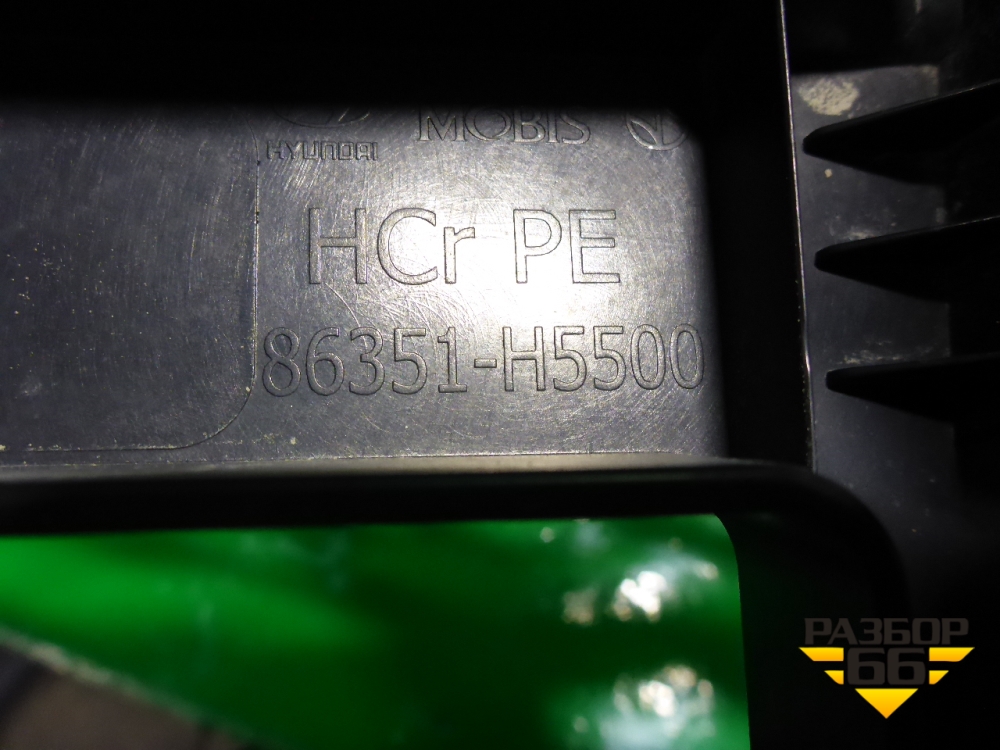 MOBIS
HYUNDAI
HCr PE
86351-H5500
РАЗБОР
66